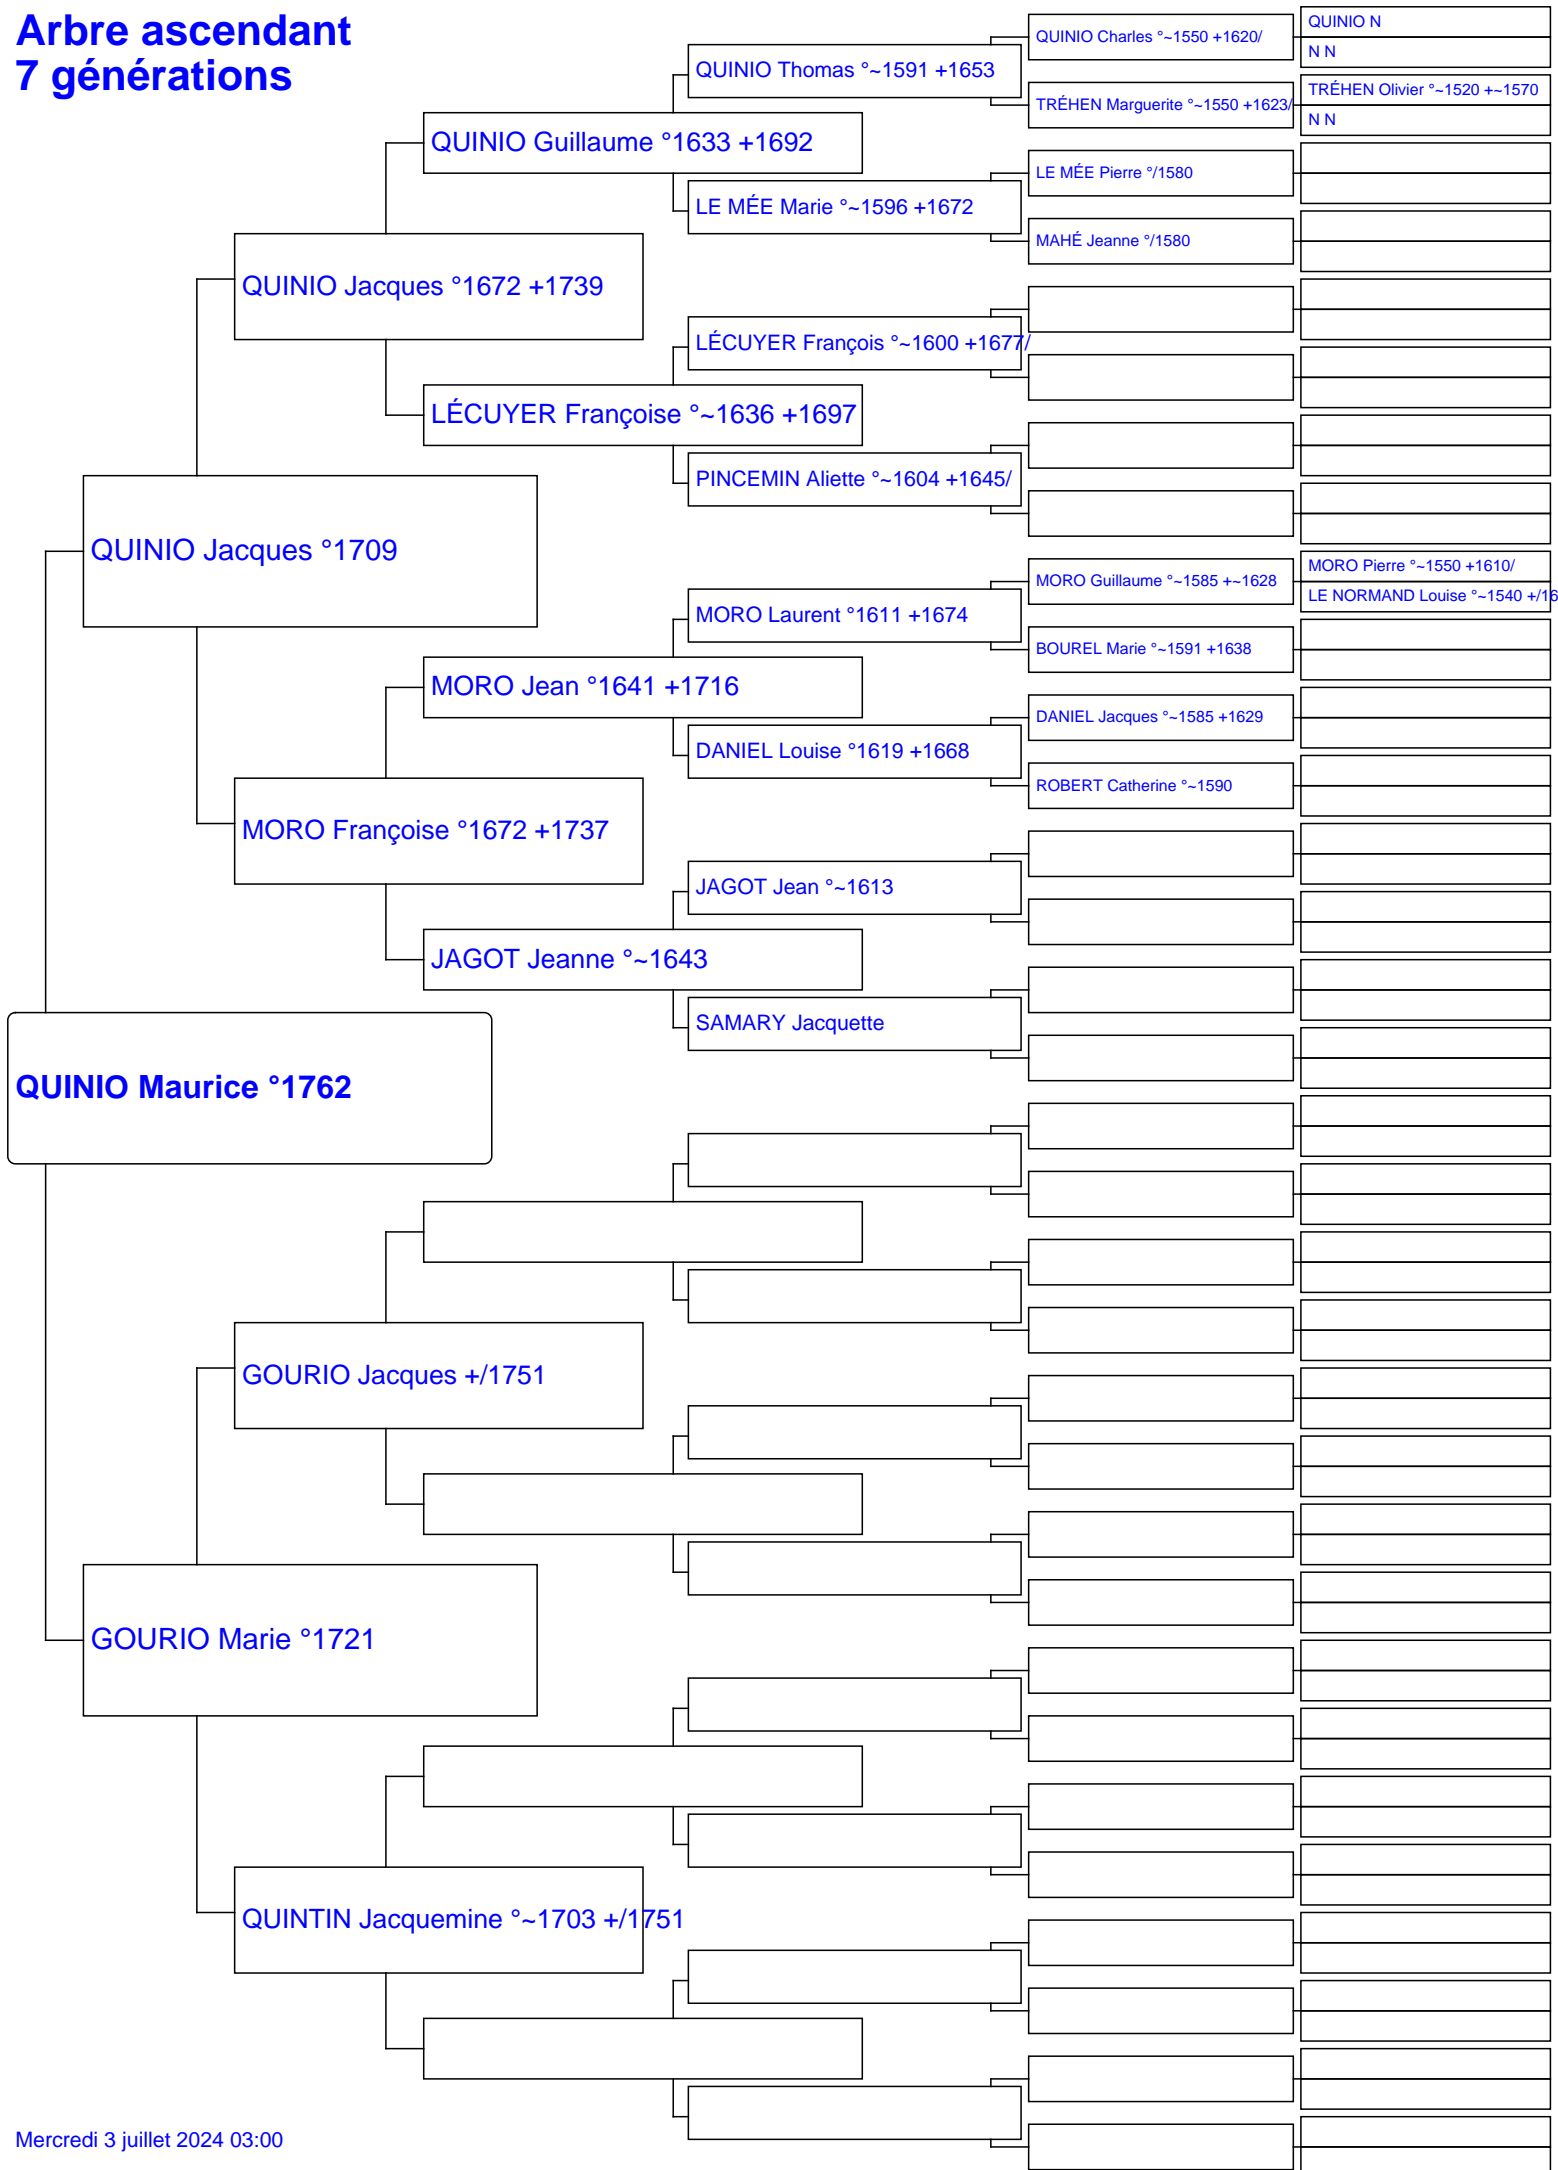 Arbre ascendant
7 générations
QUINIO Charles °~1550 +1620/
QUINIO N
N N
QUINIO Thomas °~1591 +1653
TRÉHEN Marguerite °~1550 +1623/
TRÉHEN Olivier °~1520 +~1570
N N
QUINIO Guillaume °1633 +1692
LE MÉE Pierre °/1580
LE MÉE Marie °~1596 +1672
MAHÉ Jeanne °/1580
QUINIO Jacques °1672 +1739
LÉCUYER François °~1600 +1677/
LÉCUYER Françoise °~1636 +1697
PINCEMIN Aliette °~1604 +1645/
QUINIO Jacques °1709
MORO Guillaume °~1585 +~1628
MORO Pierre °~1550 +1610/
LE NORMAND Louise °~1540 +/16
MORO Laurent °1611 +1674
BOUREL Marie °~1591 +1638
MORO Jean °1641 +1716
DANIEL Jacques °~1585 +1629
DANIEL Louise °1619 +1668
ROBERT Catherine °~1590
MORO Françoise °1672 +1737
JAGOT Jean °~1613
JAGOT Jeanne °~1643
SAMARY Jacquette
QUINIO Maurice °1762
GOURIO Jacques +/1751
GOURIO Marie °1721
QUINTIN Jacquemine °~1703 +/1751
Mercredi 3 juillet 2024 03:00